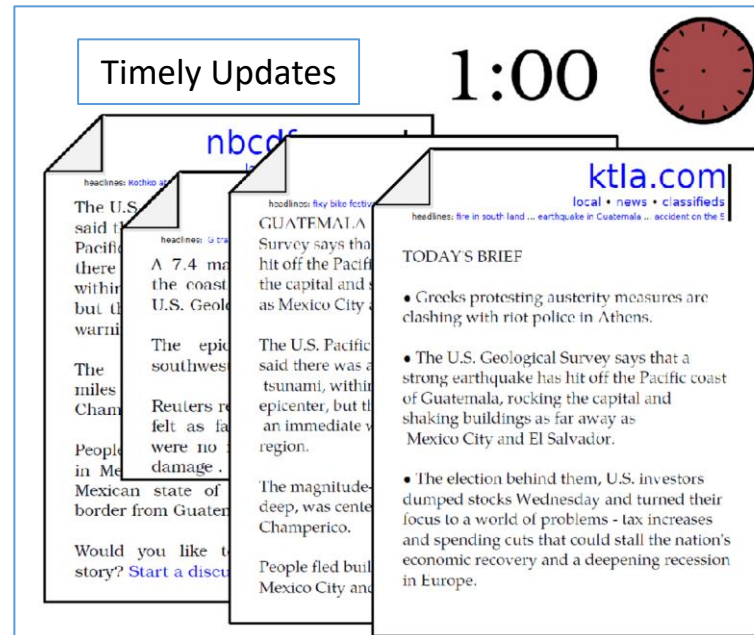 Timely Updates
1:00
nbcdf
headlines: Rothko
The U.S.
said
Pacific
there
within
but
The
miles
Cham
People
in Me
Mexican state of
border from Guatem
Would you like
story? Start a discu
headlines:
A 7.4 ma
the coast
U.S. Geol
The epic
southwest
Reuters re
felt as fa
were no
damage .
headlines: fixy bike festiv
GUATEMALA
Survey says tha
hit off the Pacifi
the capital and
as Mexico City
The U.S. Pacific
said there was a
tsunami, within
epicenter, but th
an immediate w
region.
The magnitude-
deep, was cente
Champerico.
People fled buil
Mexico City and
ktla.com
local • news • classifieds
headlines: fire in south land ... earthquake in Guatemala ... accident on the 5
TODAY'S BRIEF
• Greeks protesting austerity measures are
clashing with riot police in Athens.
• The U.S. Geological Survey says that a
strong earthquake has hit off the Pacific coast
of Guatemala, rocking the capital and
shaking buildings as far away as
Mexico City and El Salvador.
• The election behind them, U.S. investors
dumped stocks Wednesday and turned their
focus to a world of problems - tax increases
and spending cuts that could stall the nation's
economic recovery and a deepening recession
in Europe.